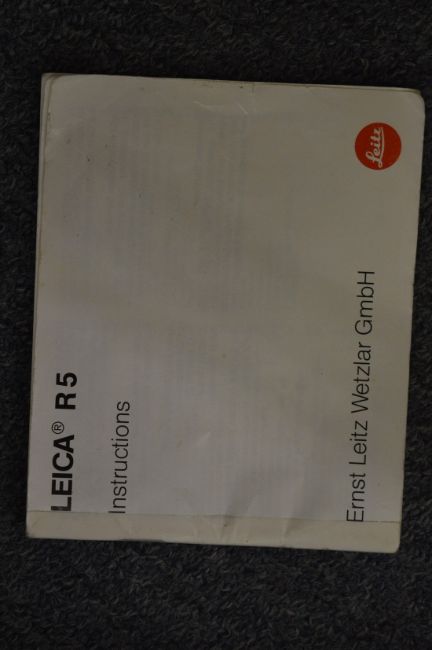 LEICA® R5
Instructions
Leitz
Ernst Leitz Wetzlar GmbH